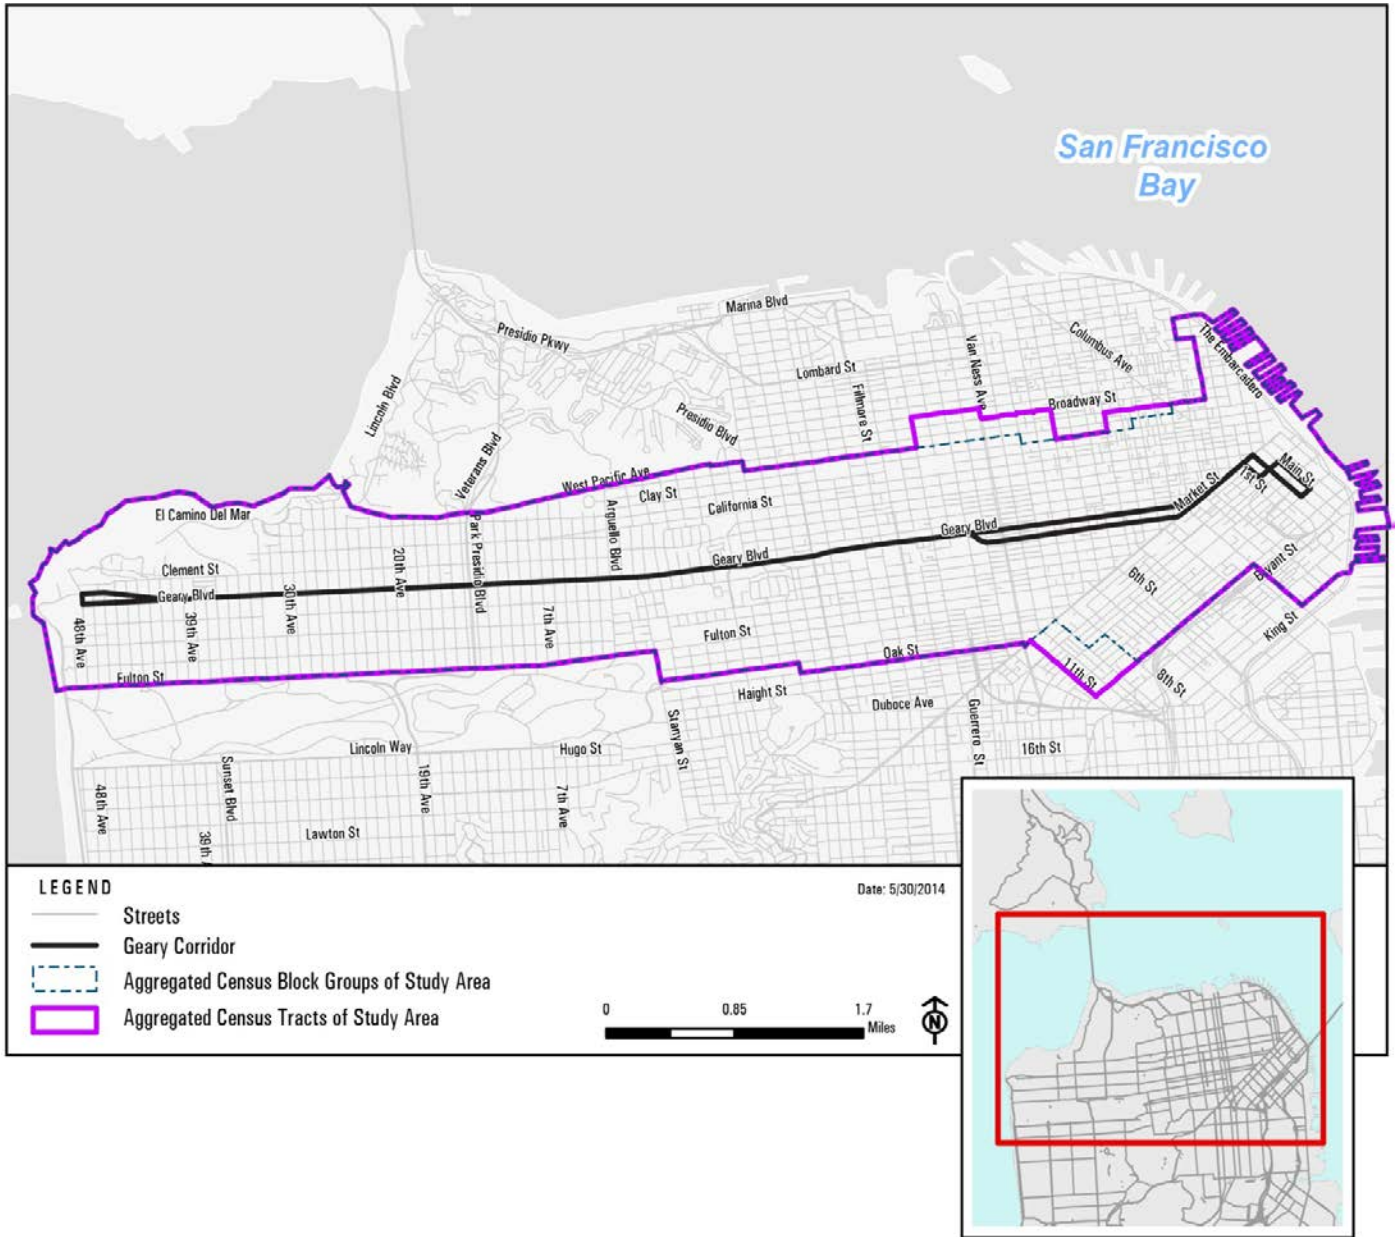 San Francisco
Bay
Marina Blvd
Presidio Pkwy
Columbus Ave
Van Ness Ave
The Embarcadero
Lombard St
Lincoln Blvd
Fillmore St
Broadway St
Presidio Blvd
Veterans Blvd
West Pacific Ave
Main St
1st St
Market St
Clay St
California St
El Camino Del Mar
Arguello Blvd
Park Presidio Blvd
Geary Blvd
Geary Blvd
20th Ave
Clement St
Bryant St
6th St
30th Ave
Geary Blvd
39th Ave
48th Ave
7th Ave
Fulton St
King St
Oak St
Fulton St
11th St
8th St
Haight St
Duboce Ave
Stanyan St
Guerrero St
Lincoln Way
Hugo St
16th St
Sunset Blvd
19th Ave
48th Ave
7th Ave
Lawton St
39th A
LEGEND
Date: 5/30/2014
Streets
Geary Corridor
Aggregated Census Block Groups of Study Area
Aggregated Census Tracts of Study Area
0 0.85 1.7
Miles
N